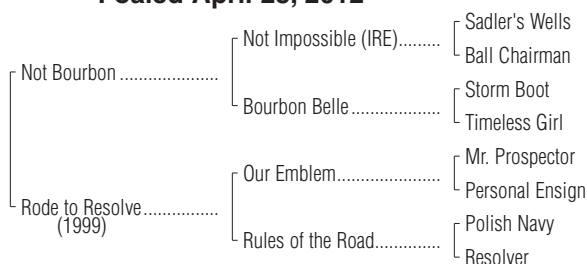 Foaled April 23, 2012
Sadler's Wells
Not Impossible (IRE)........
Ball Chairman
Not Bourbon ....................
Storm Boot
Bourbon Belle ..................
Timeless Girl
Mr. Prospector
Our Emblem.....................
Personal Ensign
Rode to Resolve...............
(1999)
Polish Navy
Rules of the Road.............
Resolver